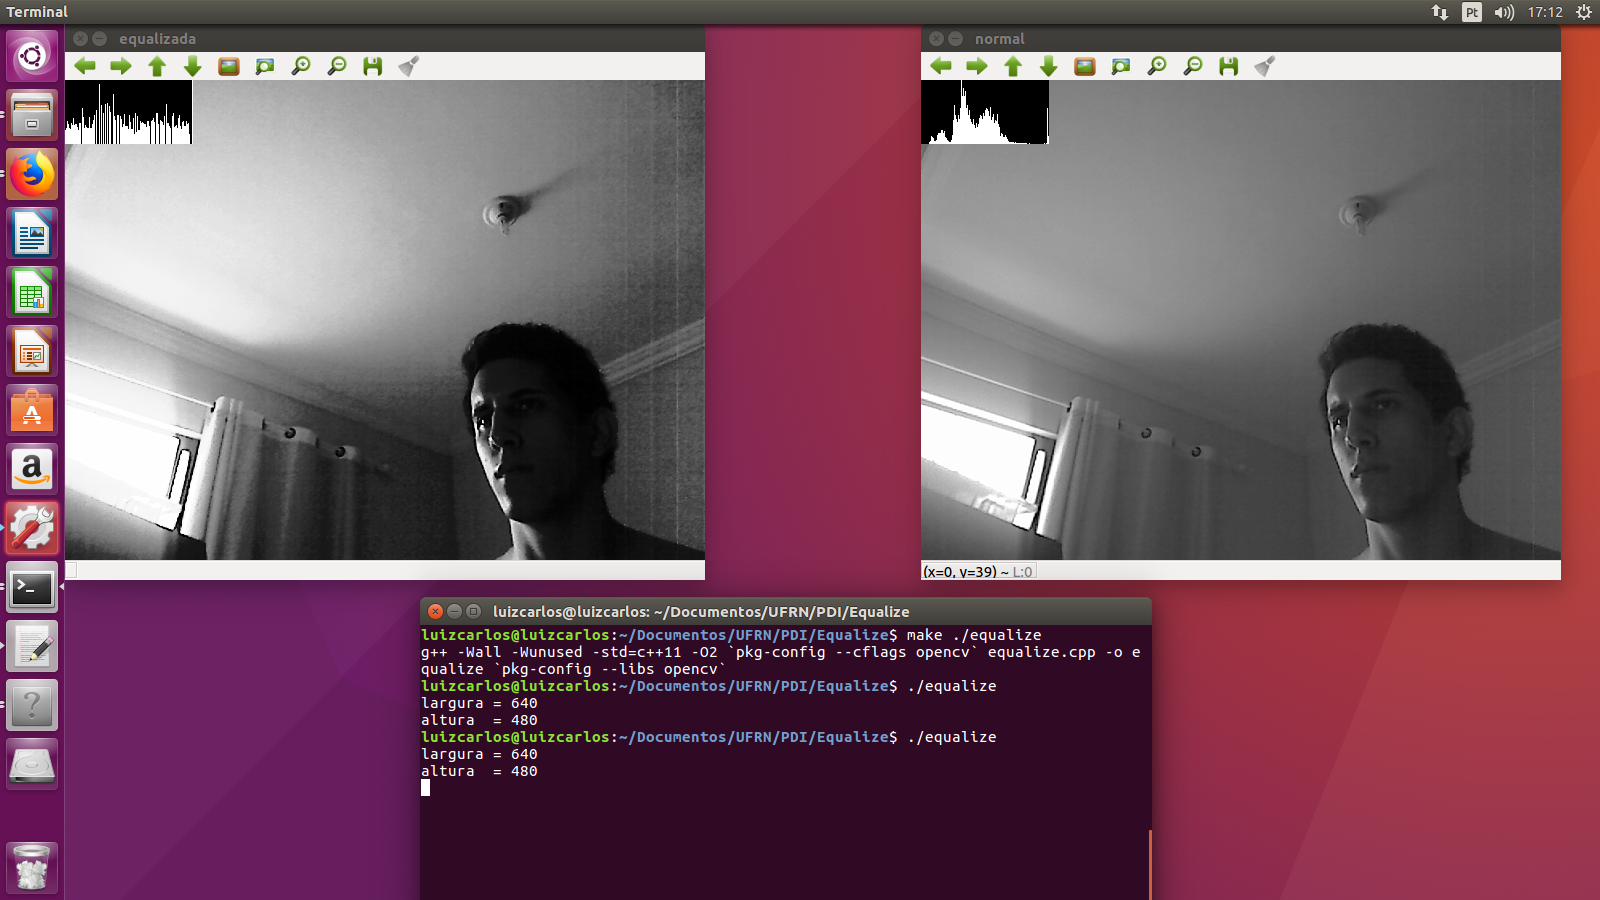 Terminal
Pt
17:12
equalizada
normal
(x=0, y=39) ~ L:0
luizcarlos@luizcarlos: ~/Documentos/UFRN/PDI/Equalize
luizcarlos@luizcarlos:~/Documentos/UFRN/PDI/Equalize$ make ./equalize
g++ -Wall -Wunused -std=c++11 -O2 `pkg-config --cflags opencv` equalize.cpp -o e
qualize `pkg-config --libs opencv`
luizcarlos@luizcarlos:~/Documentos/UFRN/PDI/Equalize$ ./equalize
largura = 640
altura  = 480
luizcarlos@luizcarlos:~/Documentos/UFRN/PDI/Equalize$ ./equalize
largura = 640
altura  = 480